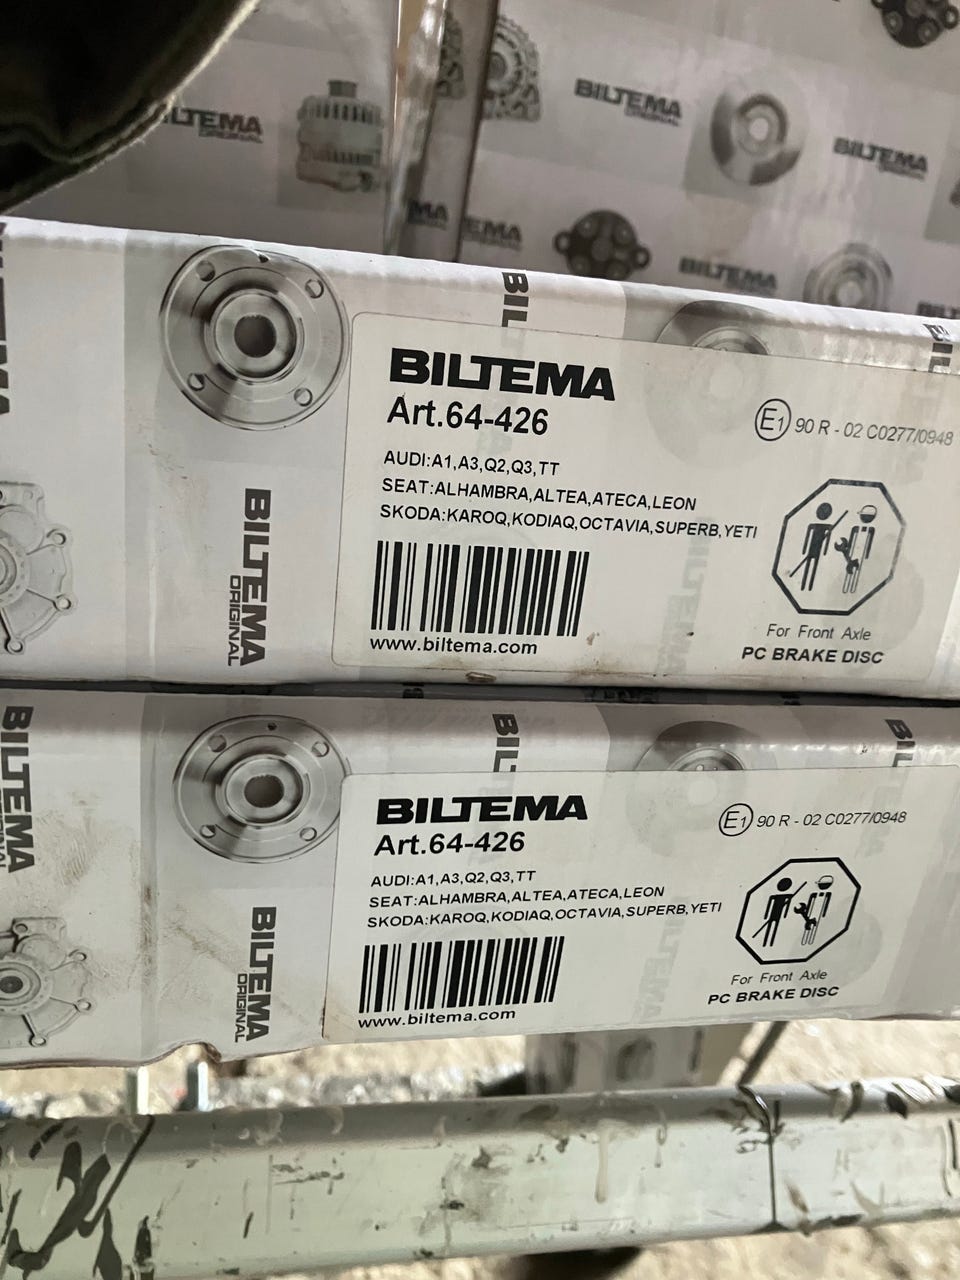 BILTEMA
ORIGINAL
BILTEMA
ORIGINAL
BILTEMA
BILTEMA
BILTEMA
Art.64-426
E1 90 R - 02 C0277/0948
AUDI:A1,A3,Q2,Q3,TT
SEAT:ALHAMBRA,ALTEA,ATECA,LEON
SKODA:KAROQ,KODIAQ,OCTAVIA,SUPERB,YETI
www.biltema.com
For Front Axle
PC BRAKE DISC
BILTEMA
ORIGINAL
BILTEMA
BILTEMA
Art.64-426
E1 90 R - 02 C0277/0948
AUDI:A1,A3,Q2,Q3,TT
SEAT:ALHAMBRA,ALTEA,ATECA,LEON
SKODA:KAROQ,KODIAQ,OCTAVIA,SUPERB,YETI
www.biltema.com
For Front Axle
PC BRAKE DISC
BILTEMA
ORIGINAL